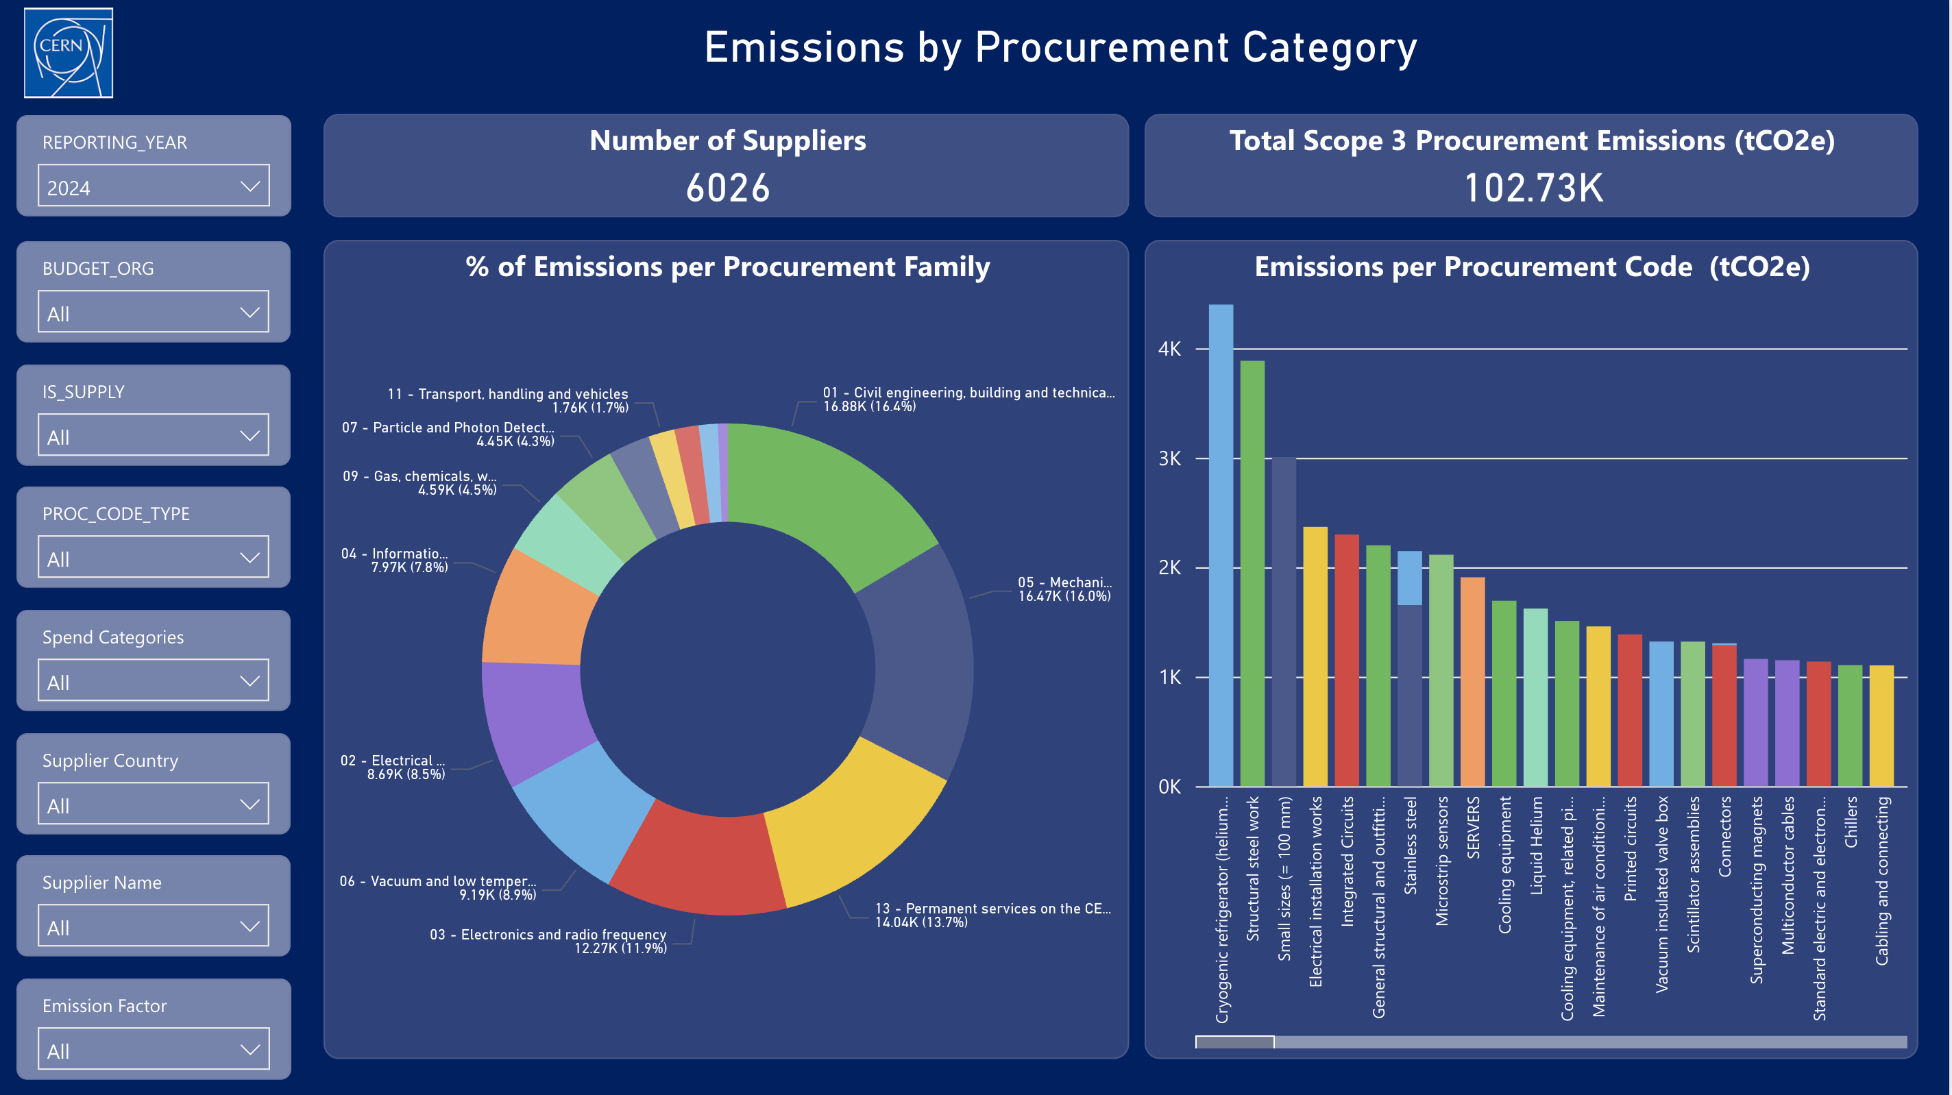 CERN
Emissions by Procurement Category
REPORTING_YEAR
2024
BUDGET_ORG
All
IS_SUPPLY
All
PROC_CODE_TYPE
All
Spend Categories
All
Supplier Country
All
Supplier Name
All
Emission Factor
All
Number of Suppliers
6026
Total Scope 3 Procurement Emissions (tCO2e)
102.73K
% of Emissions per Procurement Family
01 - Civil engineering, building and technica...
16.88K (16.4%)
05 - Mechani...
16.47K (16.0%)
13 - Permanent services on the CE...
14.04K (13.7%)
03 - Electronics and radio frequency
12.27K (11.9%)
06 - Vacuum and low temper...
9.19K (8.9%)
02 - Electrical ...
8.69K (8.5%)
04 - Informatio...
7.97K (7.8%)
09 - Gas, chemicals, w...
4.59K (4.5%)
07 - Particle and Photon Detect...
4.45K (4.3%)
11 - Transport, handling and vehicles
1.76K (1.7%)
Emissions per Procurement Code (tCO2e)
4K
3K
2K
1K
0K
Cryogenic refrigerator (helium...
Structural steel work
Small sizes (= 100 mm)
Electrical installation works
Integrated Circuits
General structural and outfitti...
Stainless steel
Microstrip sensors
SERVERS
Cooling equipment
Liquid Helium
Cooling equipment, related pi...
Maintenance of air conditioni...
Printed circuits
Vacuum insulated valve box
Scintillator assemblies
Connectors
Superconducting magnets
Multiconductor cables
Standard electric and electron...
Chillers
Cabling and connecting